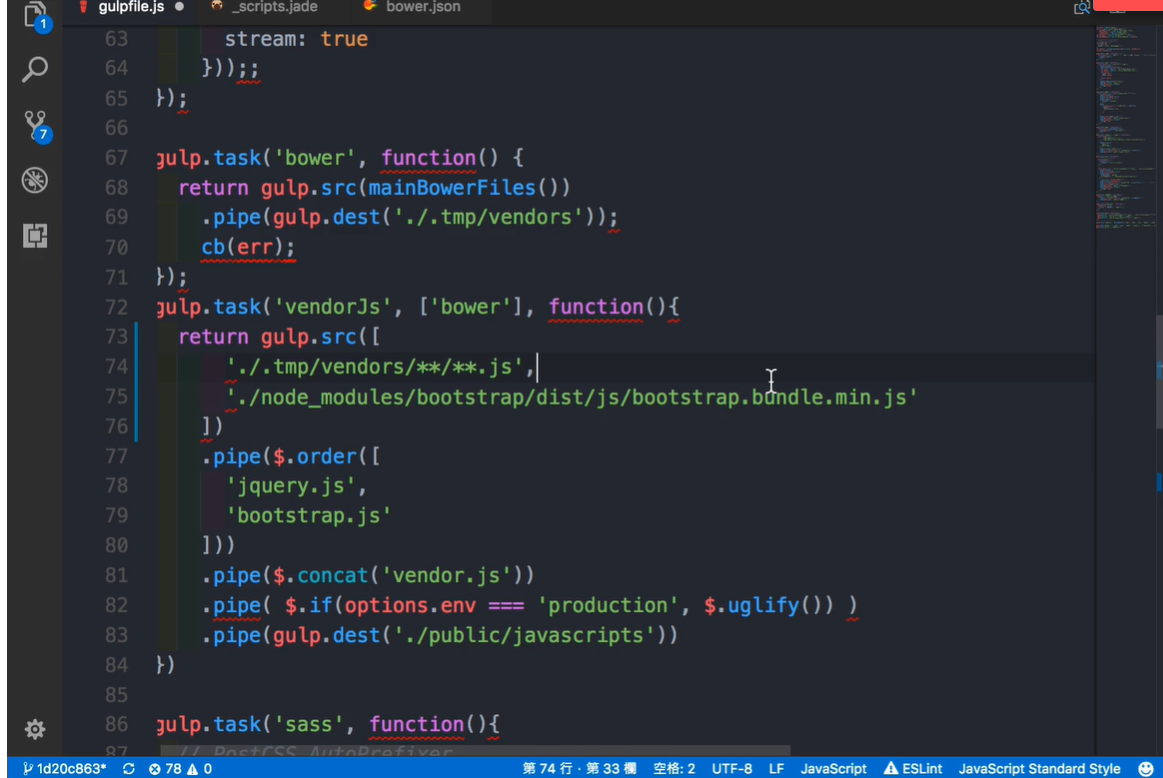 1
gulpfile.js ●
_scripts.jade
bower.json
63 stream: true
64 }));;
65 });
66
67 gulp.task('bower', function() {
68 return gulp.src(mainBowerFiles())
69 .pipe(gulp.dest('./.tmp/vendors'));
70 cb(err);
71 });
72 gulp.task('vendorJs', ['bower'], function(){
73 return gulp.src([
74 './.tmp/vendors/**/**.js',
75 './node_modules/bootstrap/dist/js/bootstrap.bundle.min.js'
76 ])
77 .pipe($.order([
78 'jquery.js',
79 'bootstrap.js'
80 ]))
81 .pipe($.concat('vendor.js'))
82 .pipe( $.if(options.env === 'production', $.uglify()) )
83 .pipe(gulp.dest('./public/javascripts'))
84 })
85
86 gulp.task('sass', function(){
87 // PostCSS AutoPrefixer
7
1d20c863* 78 0 第 74 行，第 33 欄 空格: 2 UTF-8 LF JavaScript ESLint JavaScript Standard Style